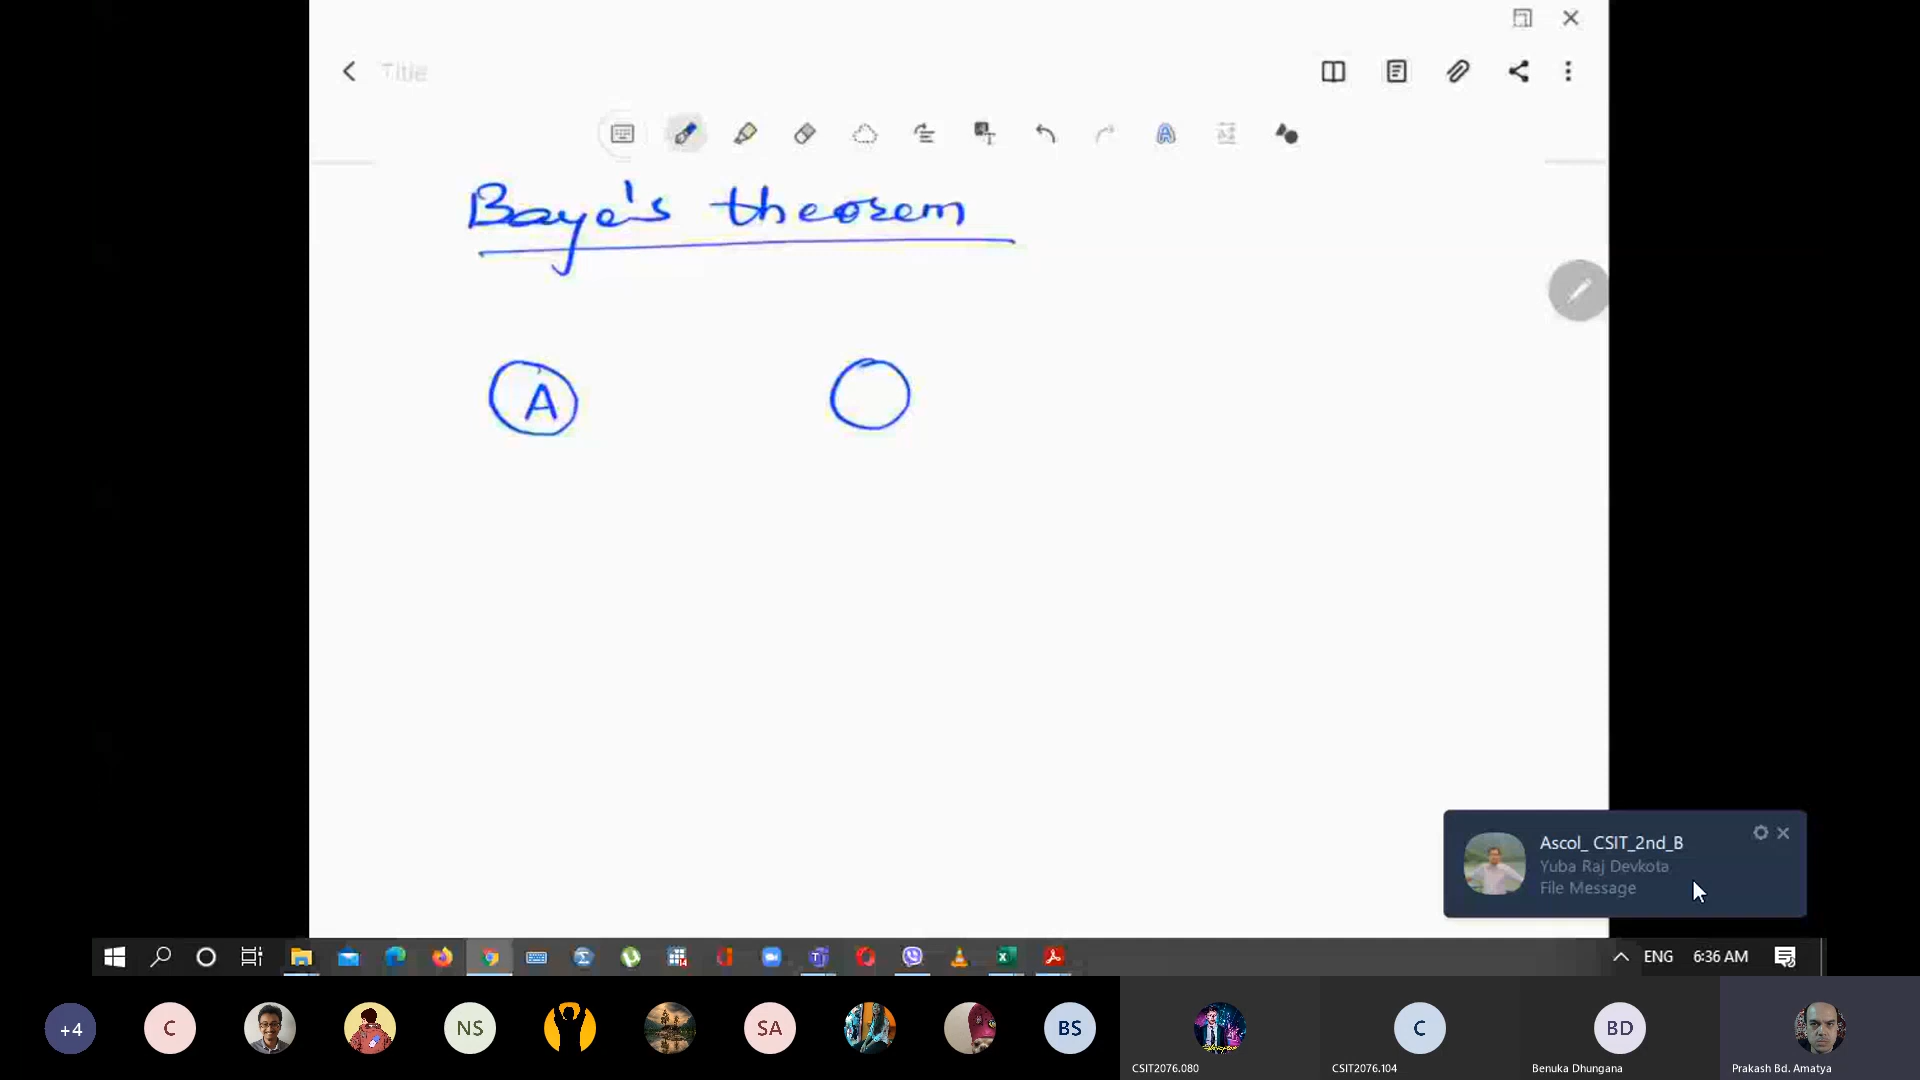 Title
Baye's theorem
A
Ascol_ CSIT_2nd_B
Yuba Raj Devkota
File Message
ENG 6:36 AM
+4 C NS SA BS C BD
CSIT2076.080 CSIT2076.104 Benuka Dhungana Prakash Bd. Amatya